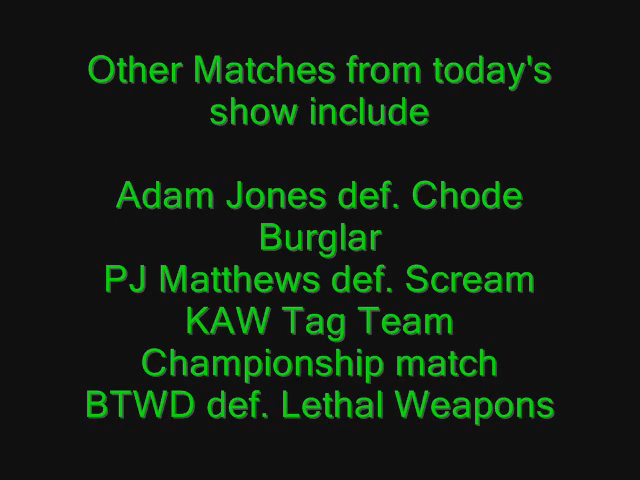 Other Matches from today's
show include
Adam Jones def. Chode
Burglar
PJ Matthews def. Scream
KAW Tag Team
Championship match
BTWD def. Lethal Weapons